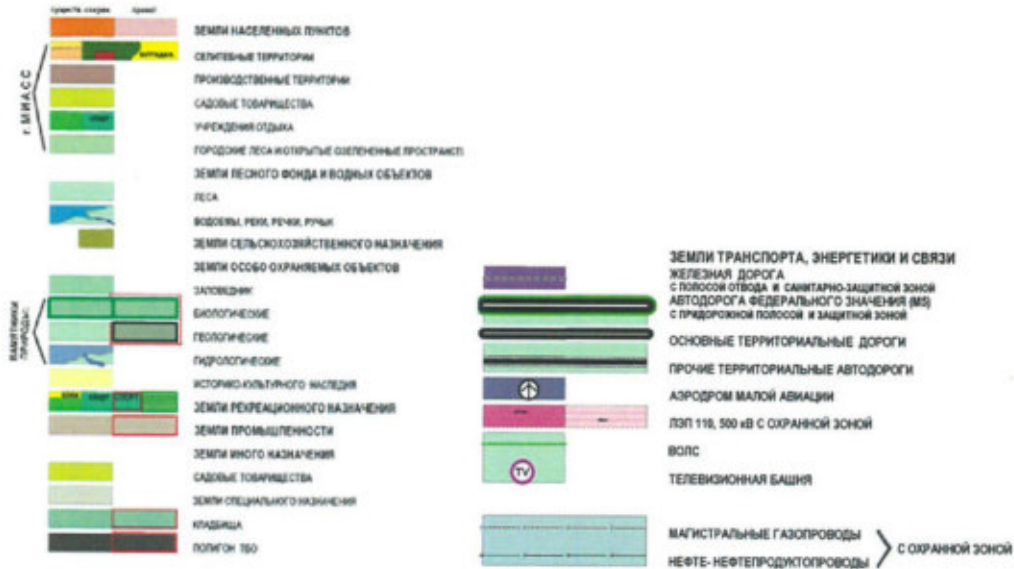 существ. сохран. проект
ЗЕМЛИ НАСЕЛЕННЫХ ПУНКТОВ
СЕЛИТЕБНЫЕ ТЕРРИТОРИИ
ПРОИЗВОДСТВЕННЫЕ ТЕРРИТОРИИ
САДОВЫЕ ТОВАРИЩЕСТВА
УЧРЕЖДЕНИЯ ОТДЫХА
ГОРОДСКИЕ ЛЕСА И ОТКРЫТЫЕ ОЗЕЛЕНЕННЫЕ ПРОСТРАНСТ
г. МИАСС
ЗЕМЛИ ЛЕСНОГО ФОНДА И ВОДНЫХ ОБЪЕКТОВ
ЛЕСА
ВОДОЕМЫ, РЕКИ, РЕЧКИ, РУЧЬИ
ЗЕМЛИ СЕЛЬСКОХОЗЯЙСТВЕННОГО НАЗНАЧЕНИЯ
ЗЕМЛИ ОСОБО ОХРАНЯЕМЫХ ОБЪЕКТОВ
ЗАПОВЕДНИК
БИОЛОГИЧЕСКИЕ
ГЕОЛОГИЧЕСКИЕ
ГИДРОЛОГИЧЕСКИЕ
ПАМЯТНИКИ
ПРИРОДЫ:
ИСТОРИКО-КУЛЬТУРНОГО НАСЛЕДИЯ
ЗЕМЛИ РЕКРЕАЦИОННОГО НАЗНАЧЕНИЯ
ЗЕМЛИ ПРОМЫШЛЕННОСТИ
ЗЕМЛИ ИНОГО НАЗНАЧЕНИЯ
САДОВЫЕ ТОВАРИЩЕСТВА
ЗЕМЛИ СПЕЦИАЛЬНОГО НАЗНАЧЕНИЯ
КЛАДБИЩА
ПОЛИГОН ТБО
ЗЕМЛИ ТРАНСПОРТА, ЭНЕРГЕТИКИ И СВЯЗИ
ЖЕЛЕЗНАЯ ДОРОГА
С ПОЛОСОЙ ОТВОДА И САНИТАРНО-ЗАЩИТНОЙ ЗОНОЙ
АВТОДОРОГА ФЕДЕРАЛЬНОГО ЗНАЧЕНИЯ (М5)
С ПРИДОРОЖНОЙ ПОЛОСОЙ И ЗАЩИТНОЙ ЗОНОЙ
ОСНОВНЫЕ ТЕРРИТОРИАЛЬНЫЕ ДОРОГИ
ПРОЧИЕ ТЕРРИТОРИАЛЬНЫЕ АВТОДОРОГИ
АЭРОДРОМ МАЛОЙ АВИАЦИИ
ЛЭП 110, 500 кВ С ОХРАННОЙ ЗОНОЙ
ВОЛС
TV
ТЕЛЕВИЗИОННАЯ БАШНЯ
МАГИСТРАЛЬНЫЕ ГАЗОПРОВОДЫ
НЕФТЕ- НЕФТЕПРОДУКТОПРОВОДЫ
С ОХРАННОЙ ЗОНОЙ